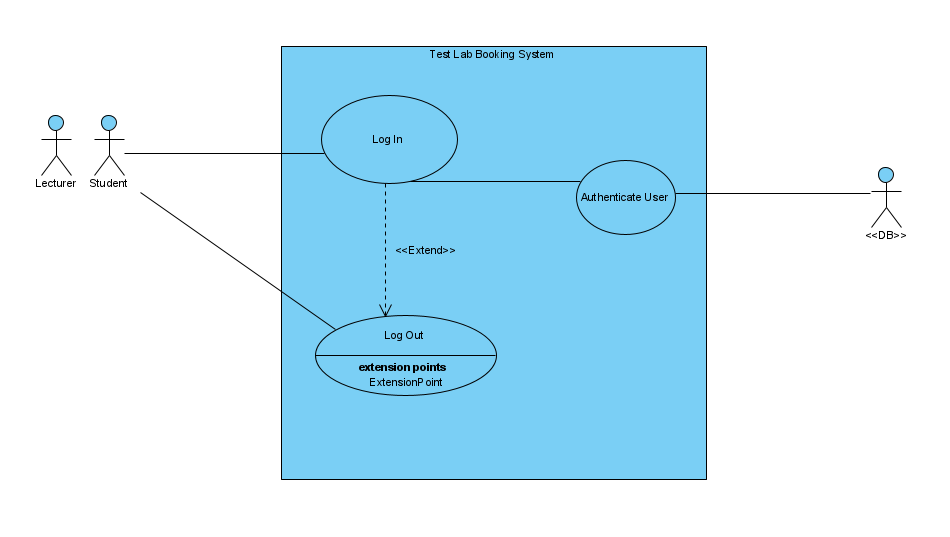 Test Lab Booking System
Log In
Lecturer
Student
Authenticate User
<<DB>>
<<Extend>>
Log Out
extension points
ExtensionPoint